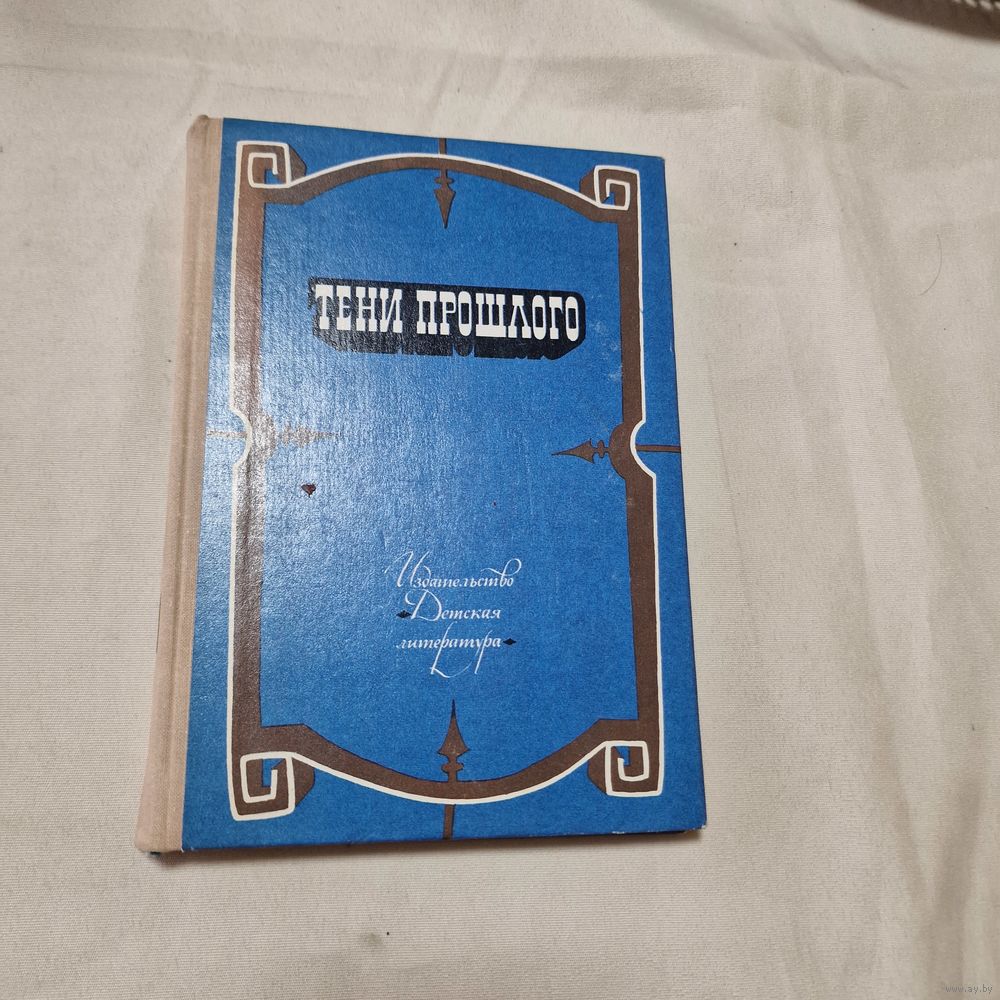 ТЕНИ ПРОШЛОГО
Издательство
Детская
литература
www.ay.by